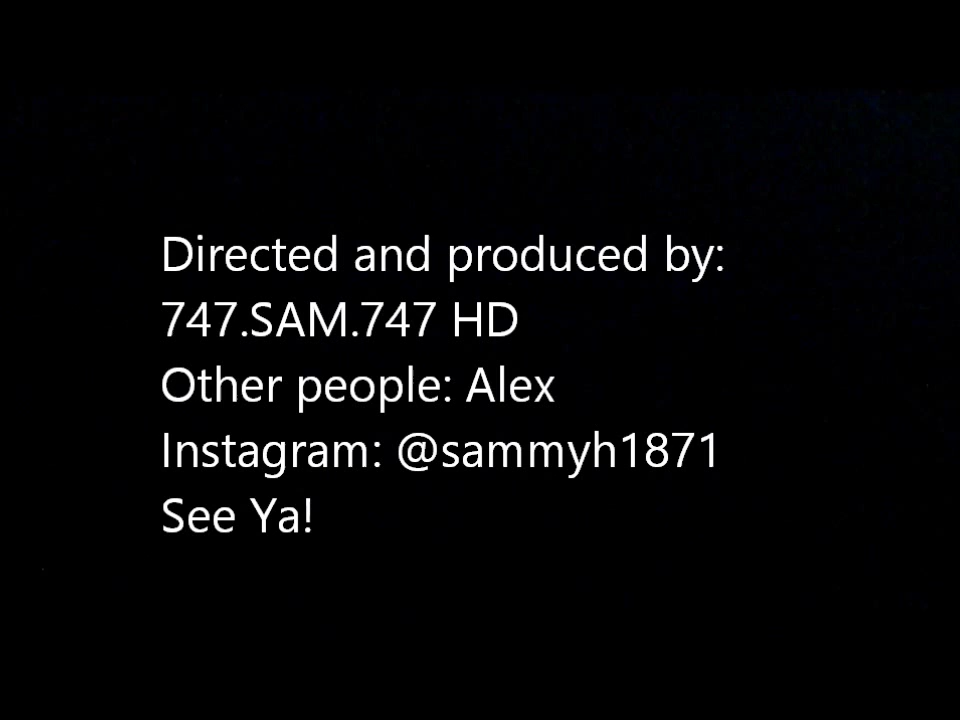 Directed and produced by:
747.SAM.747 HD
Other people: Alex
Instagram: @sammyh1871
See Ya!